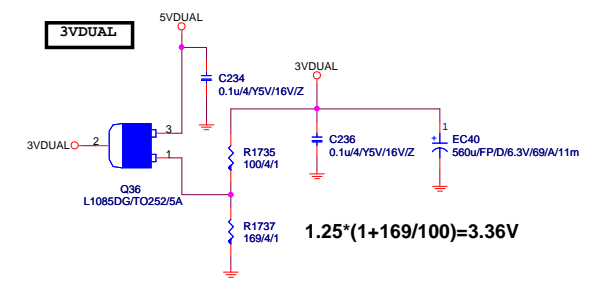 3VDUAL
5VDUAL
C234
0.1u/4/Y5V/16V/Z
3VDUAL
3
3VDUAL
2
1
Q36
L1085DG/TO252/5A
R1735
100/4/1
C236
0.1u/4/Y5V/16V/Z
1
+
EC40
560u/FP/D/6.3V/69/A/11m
R1737
169/4/1
1.25*(1+169/100)=3.36V